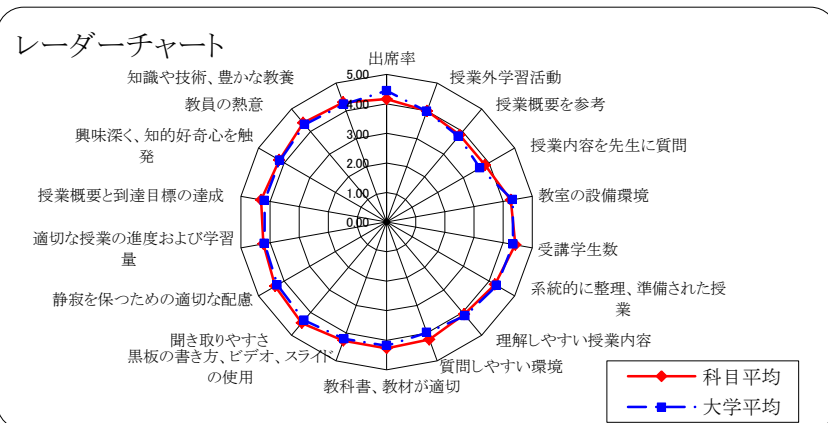 レーダーチャート
出席率
授業外学習活動
授業概要を参考
授業内容を先生に質問
教室の設備環境
受講学生数
系統的に整理、準備された授
業
理解しやすい授業内容
質問しやすい環境
教科書、教材が適切
黒板の書き方、ビデオ、スライド
の使用
聞き取りやすさ
静寂を保つための適切な配慮
適切な授業の進度および学習
量
授業概要と到達目標の達成
興味深く、知的好奇心を触
発
教員の熱意
知識や技術、豊かな教養
5.00
4.00
3.00
2.00
1.00
0.00
科目平均
大学平均